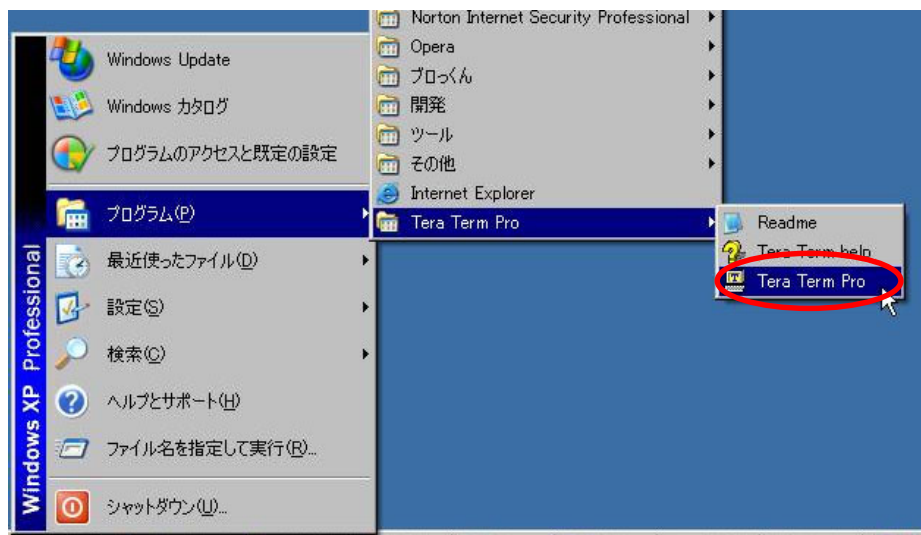 Norton Internet Security Professional
Opera
ブロっくん
開発
ツール
その他
Internet Explorer
Tera Term Pro
Readme
Tera Term help
Tera Term Pro
Windows Update
Windows カタログ
プログラムのアクセスと既定の設定
プログラム(P)
最近使ったファイル(D)
設定(S)
検索(C)
ヘルプとサポート(H)
ファイル名を指定して実行(R)...
シャットダウン(U)...
Windows XP Professional